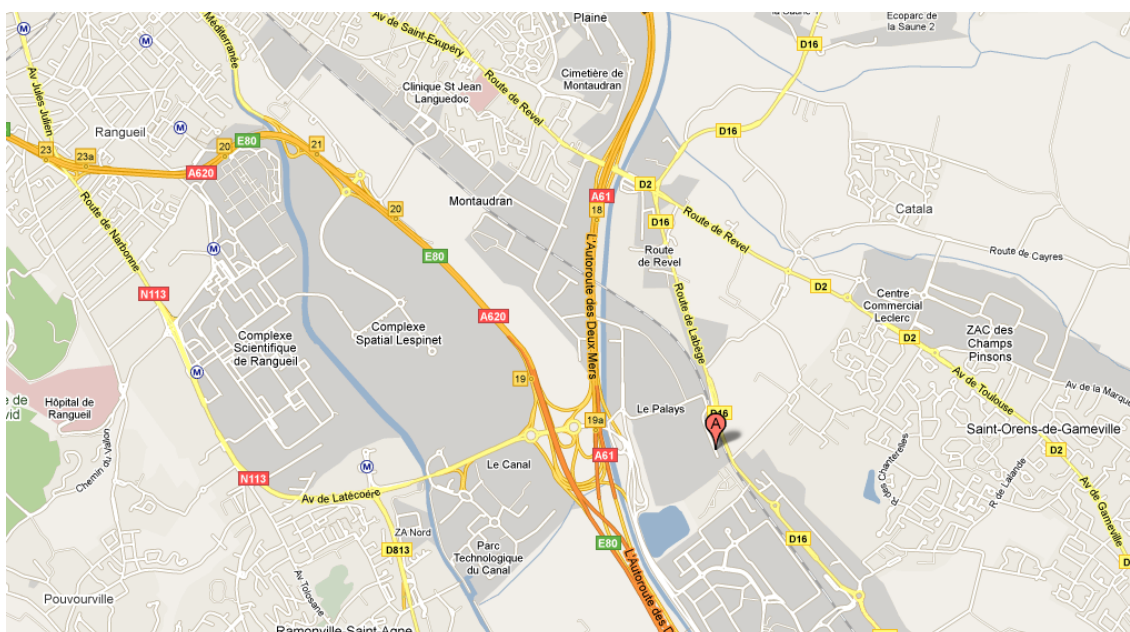 la Saune 1
Ecoparc de
la Saune 2
Plaine
Av de Saint-Exupéry
Méditerranée
M
M
D16
Av Jules Julien
Cimetière de
Montaudran
Clinique St Jean
Languedoc
Route de Revel
Rangueil
M
E80
21
20
23
23a
A620
D16
D2
A61
18
D16
Montaudran
20
Catala
Route de Revel
Route de Narbonne
M
E80
Route
de Revel
Route de Cayres
L'Autoroute des Deux Mers
N113
D2
Centre
Commercial
Leclerc
Route de Labège
A620
Complexe
Scientifique
de Rangueil
Complexe
Spatial Lespinet
D2
ZAC des
Champs
Pinsons
M
19
Av de Toulouse
Av de la Marque
Hôpital de
Rangueil
Le Palays
D16
19a
A
Saint-Orens-de-Gameville
Chemin du Vallon
A61
D2
Le Canal
M
N113
Av de Latécoère
R des Chanterelles
R de Lalande
Av de Gameville
ZA Nord
D813
Parc
Technologique
du Canal
E80
D16
L'Autoroute des D
Av Tolosane
Pouvourville
Ramonville-Saint-Agne